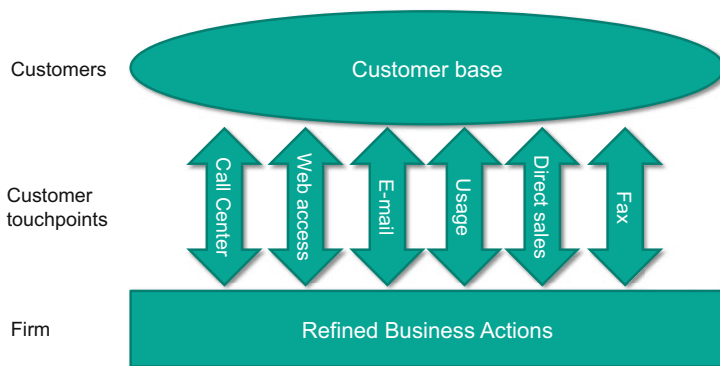 Customers
Customer base
Customer
touchpoints
Call Center
Web access
E-mail
Usage
Direct sales
Fax
Firm
Refined Business Actions